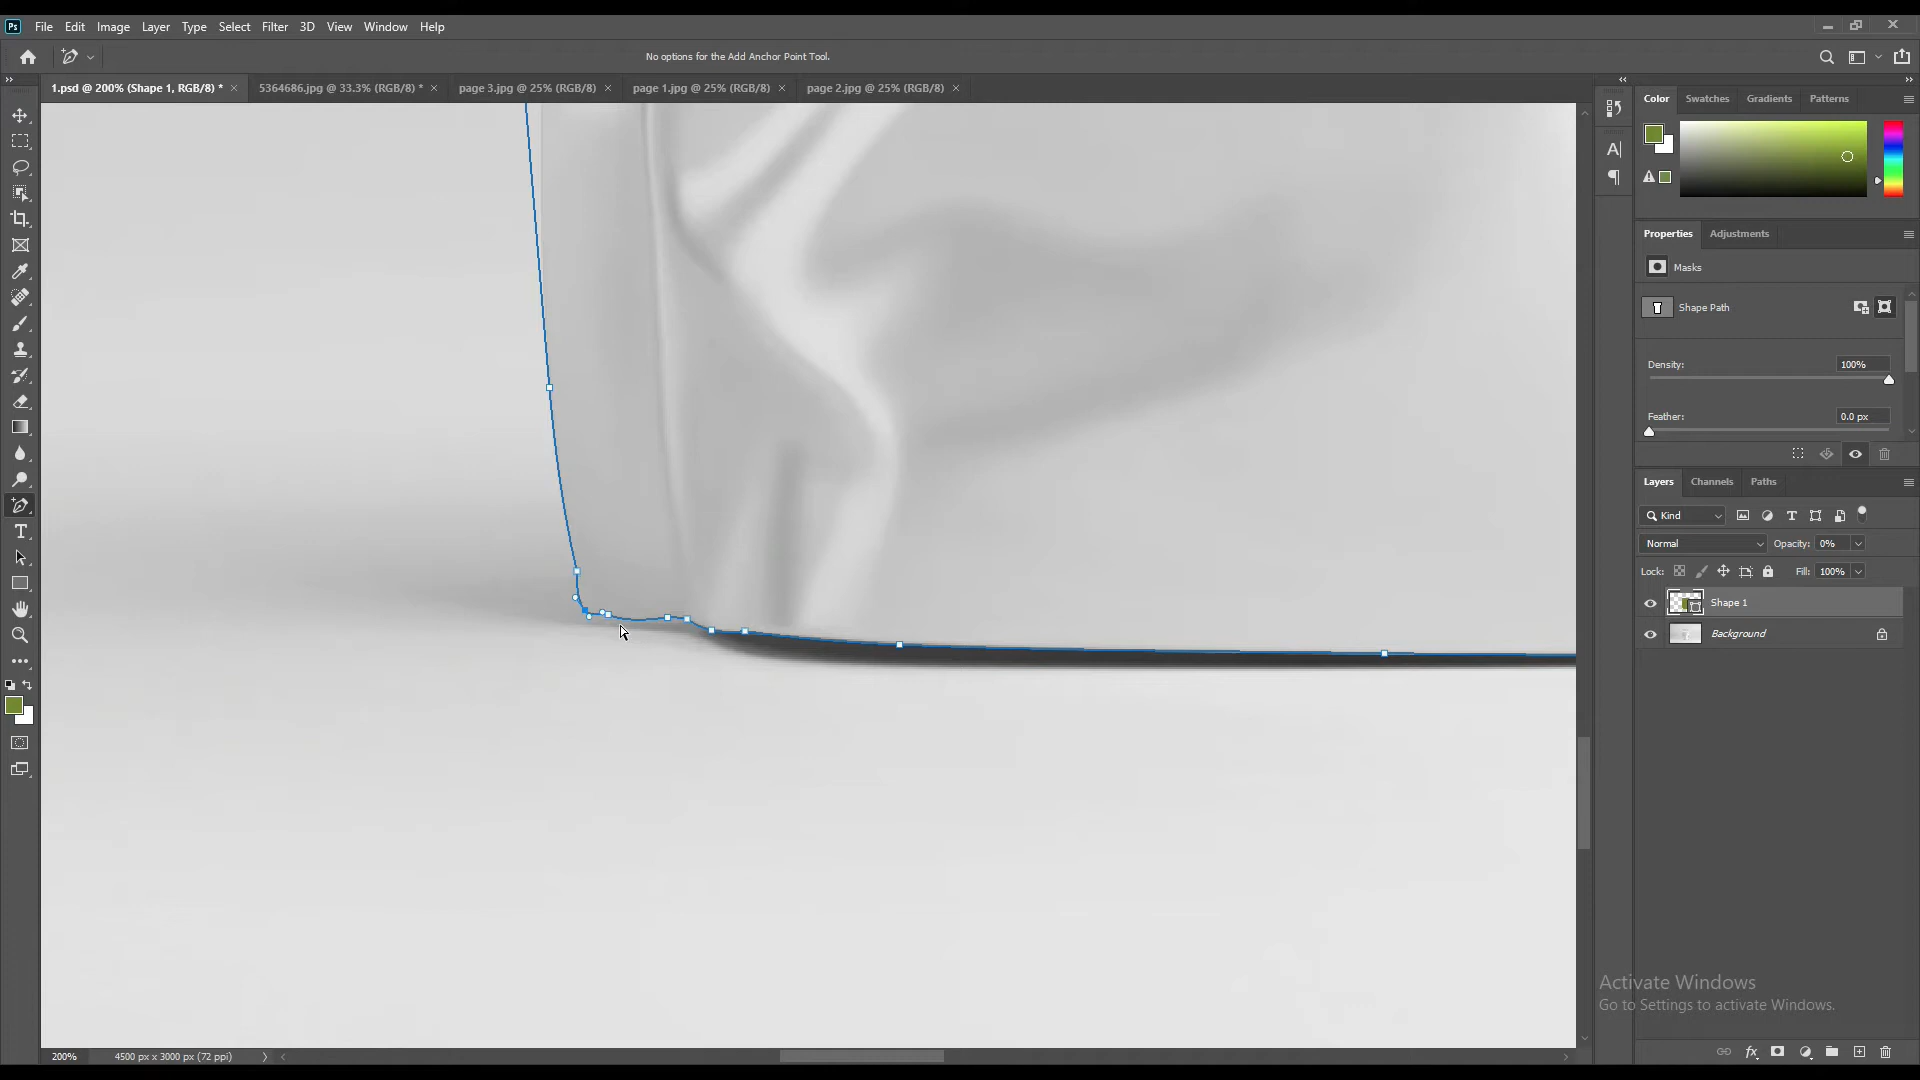 Ps File Edit Image Layer Type Select Filter 3D View Window Help
No options for the Add Anchor Point Tool.
1.psd @ 200% (Shape 1, RGB/8) * × 5364686.jpg @ 33.3% (RGB/8) * × page 3.jpg @ 25% (RGB/8) × page 1.jpg @ 25% (RGB/8) × page 2.jpg @ 25% (RGB/8) ×
Color Swatches Gradients Patterns
Properties Adjustments
Masks
Shape Path
Density: 100%
Feather: 0.0 px
Layers Channels Paths
Kind
Normal Opacity: 0%
Lock: Fill: 100%
Shape 1
Background
Activate Windows
Go to Settings to activate Windows.
200% 4500 px x 3000 px (72 ppi)